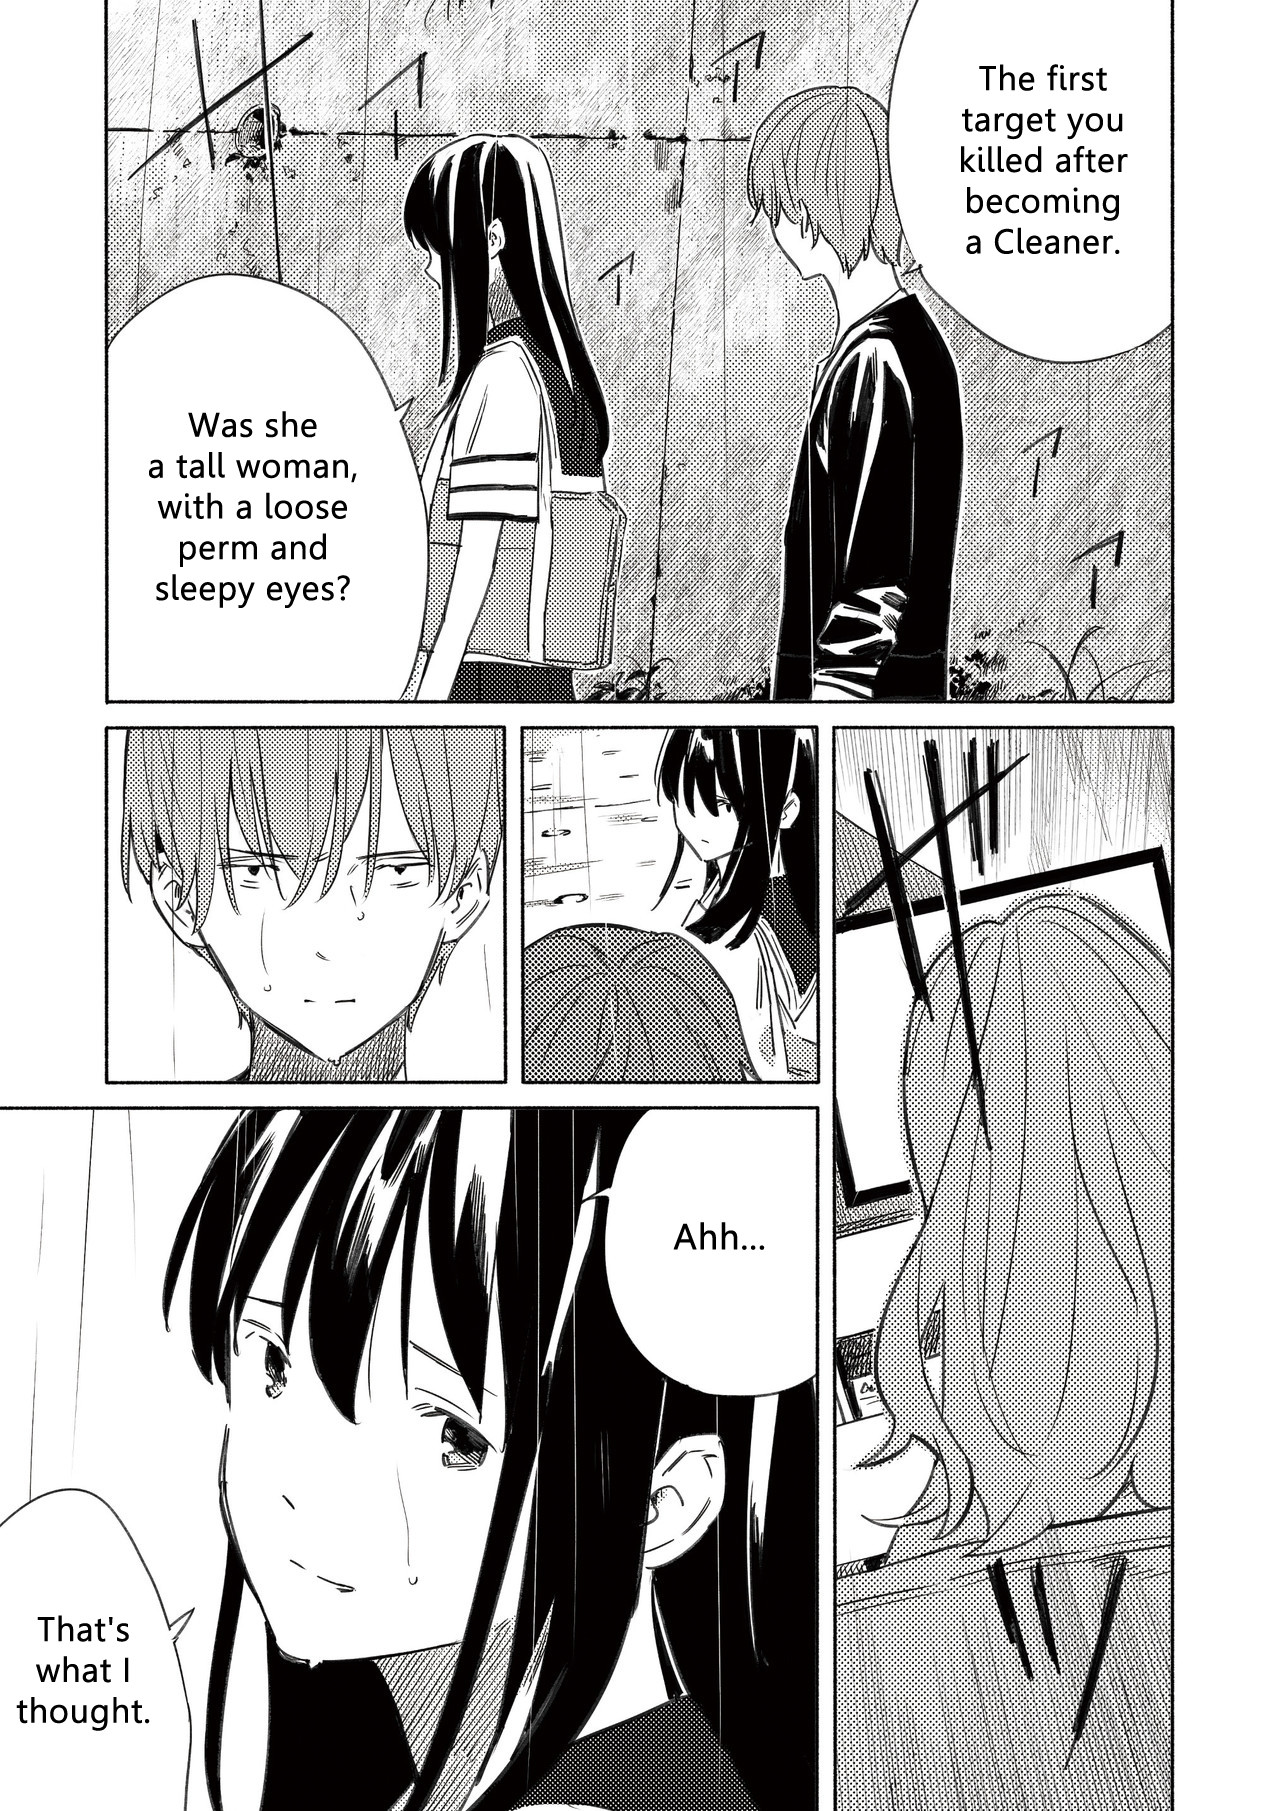 The first
target you
killed after
becoming
a Cleaner.
Was she
a tall woman,
with a loose
perm and
sleepy eyes?
Ahh...
That's
what I
thought.